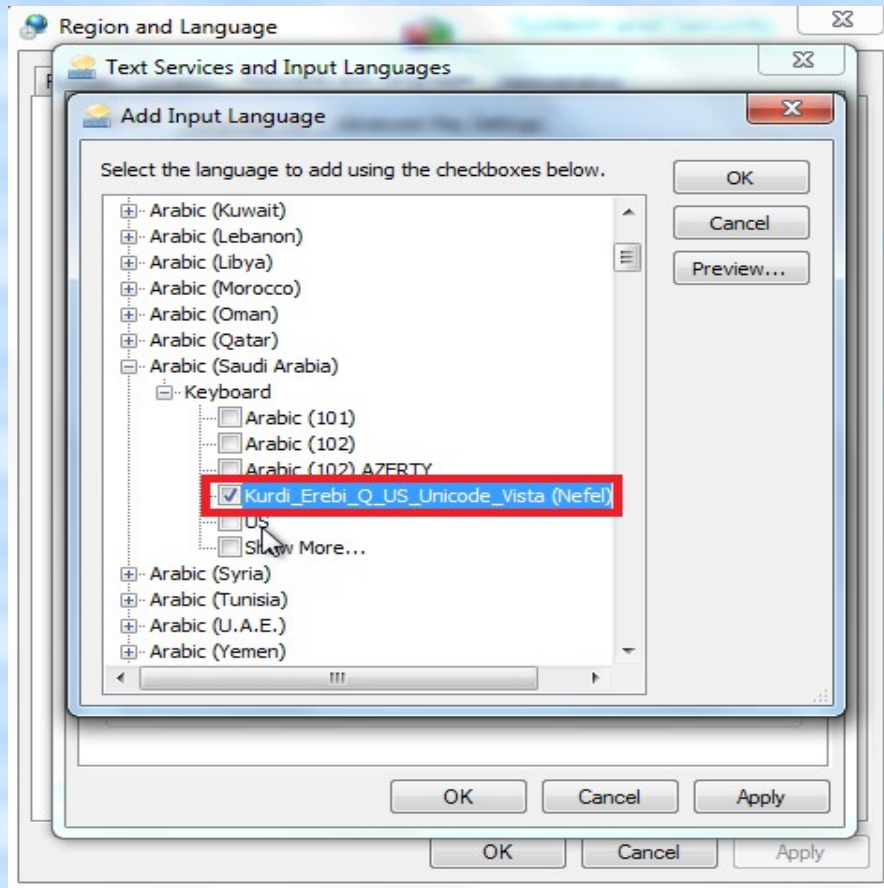 Region and Language
Text Services and Input Languages
Add Input Language
Select the language to add using the checkboxes below.
OK
Cancel
Preview...
Arabic (Kuwait)
Arabic (Lebanon)
Arabic (Libya)
Arabic (Morocco)
Arabic (Oman)
Arabic (Qatar)
Arabic (Saudi Arabia)
Keyboard
Arabic (101)
Arabic (102)
Arabic (102) AZERTY
Kurdi_Erebi_Q_US_Unicode_Vista (Nefel)
US
Show More...
Arabic (Syria)
Arabic (Tunisia)
Arabic (U.A.E.)
Arabic (Yemen)
OK
Cancel
Apply
OK
Cancel
Apply